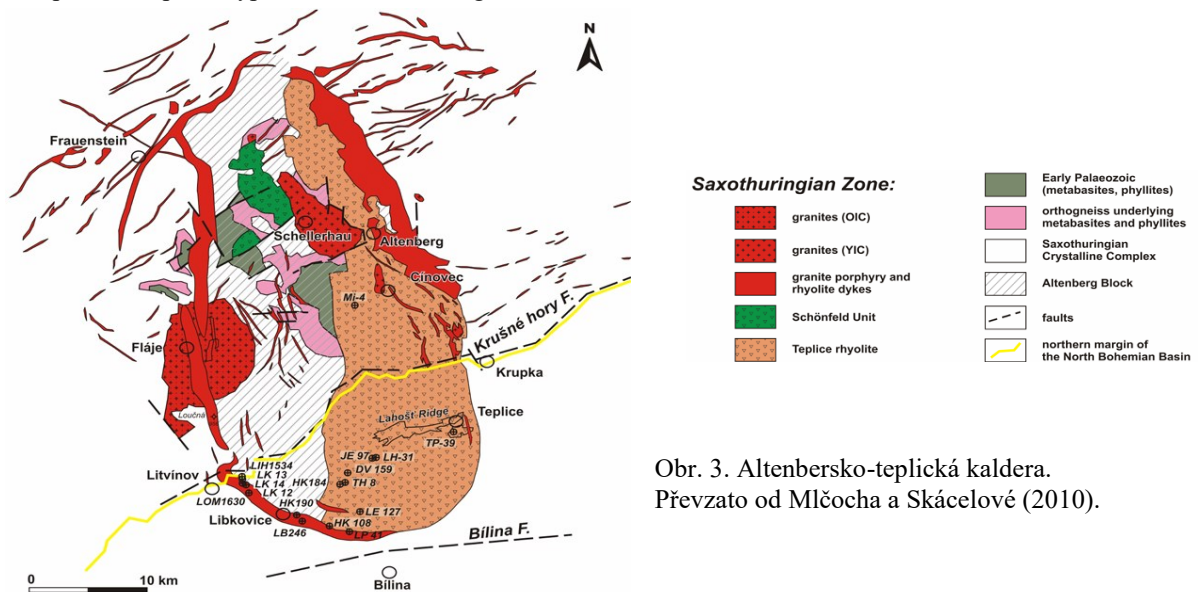 N
Frauenstein
Schellerhau
Altenberg
Cínovec
Mi-4
Krušné hory F.
Fláje
Krupka
Loučná
Lahošť Ridge
Teplice
TP-39
JE 97
LH-31
DV 159
LIH1534
LK 13
LK 14
LK 12
HK184
TH 8
Litvínov
LOM1630
HK190
LE 127
Libkovice
HK 108
LB246
LP 41
Bílina F.
Bílina
0
10 km
Saxothuringian Zone:
granites (OIC)
granites (YIC)
granite porphyry and
rhyolite dykes
Schönfeld Unit
Teplice rhyolite
Early Palaeozoic
(metabasites, phyllites)
orthogneiss underlying
metabasites and phyllites
Saxothuringian
Crystalline Complex
Altenberg Block
faults
northern margin of
the North Bohemian Basin
Obr. 3. Altenbersko-teplická kaldera.
Převzato od Mlčocha a Skácelové (2010).